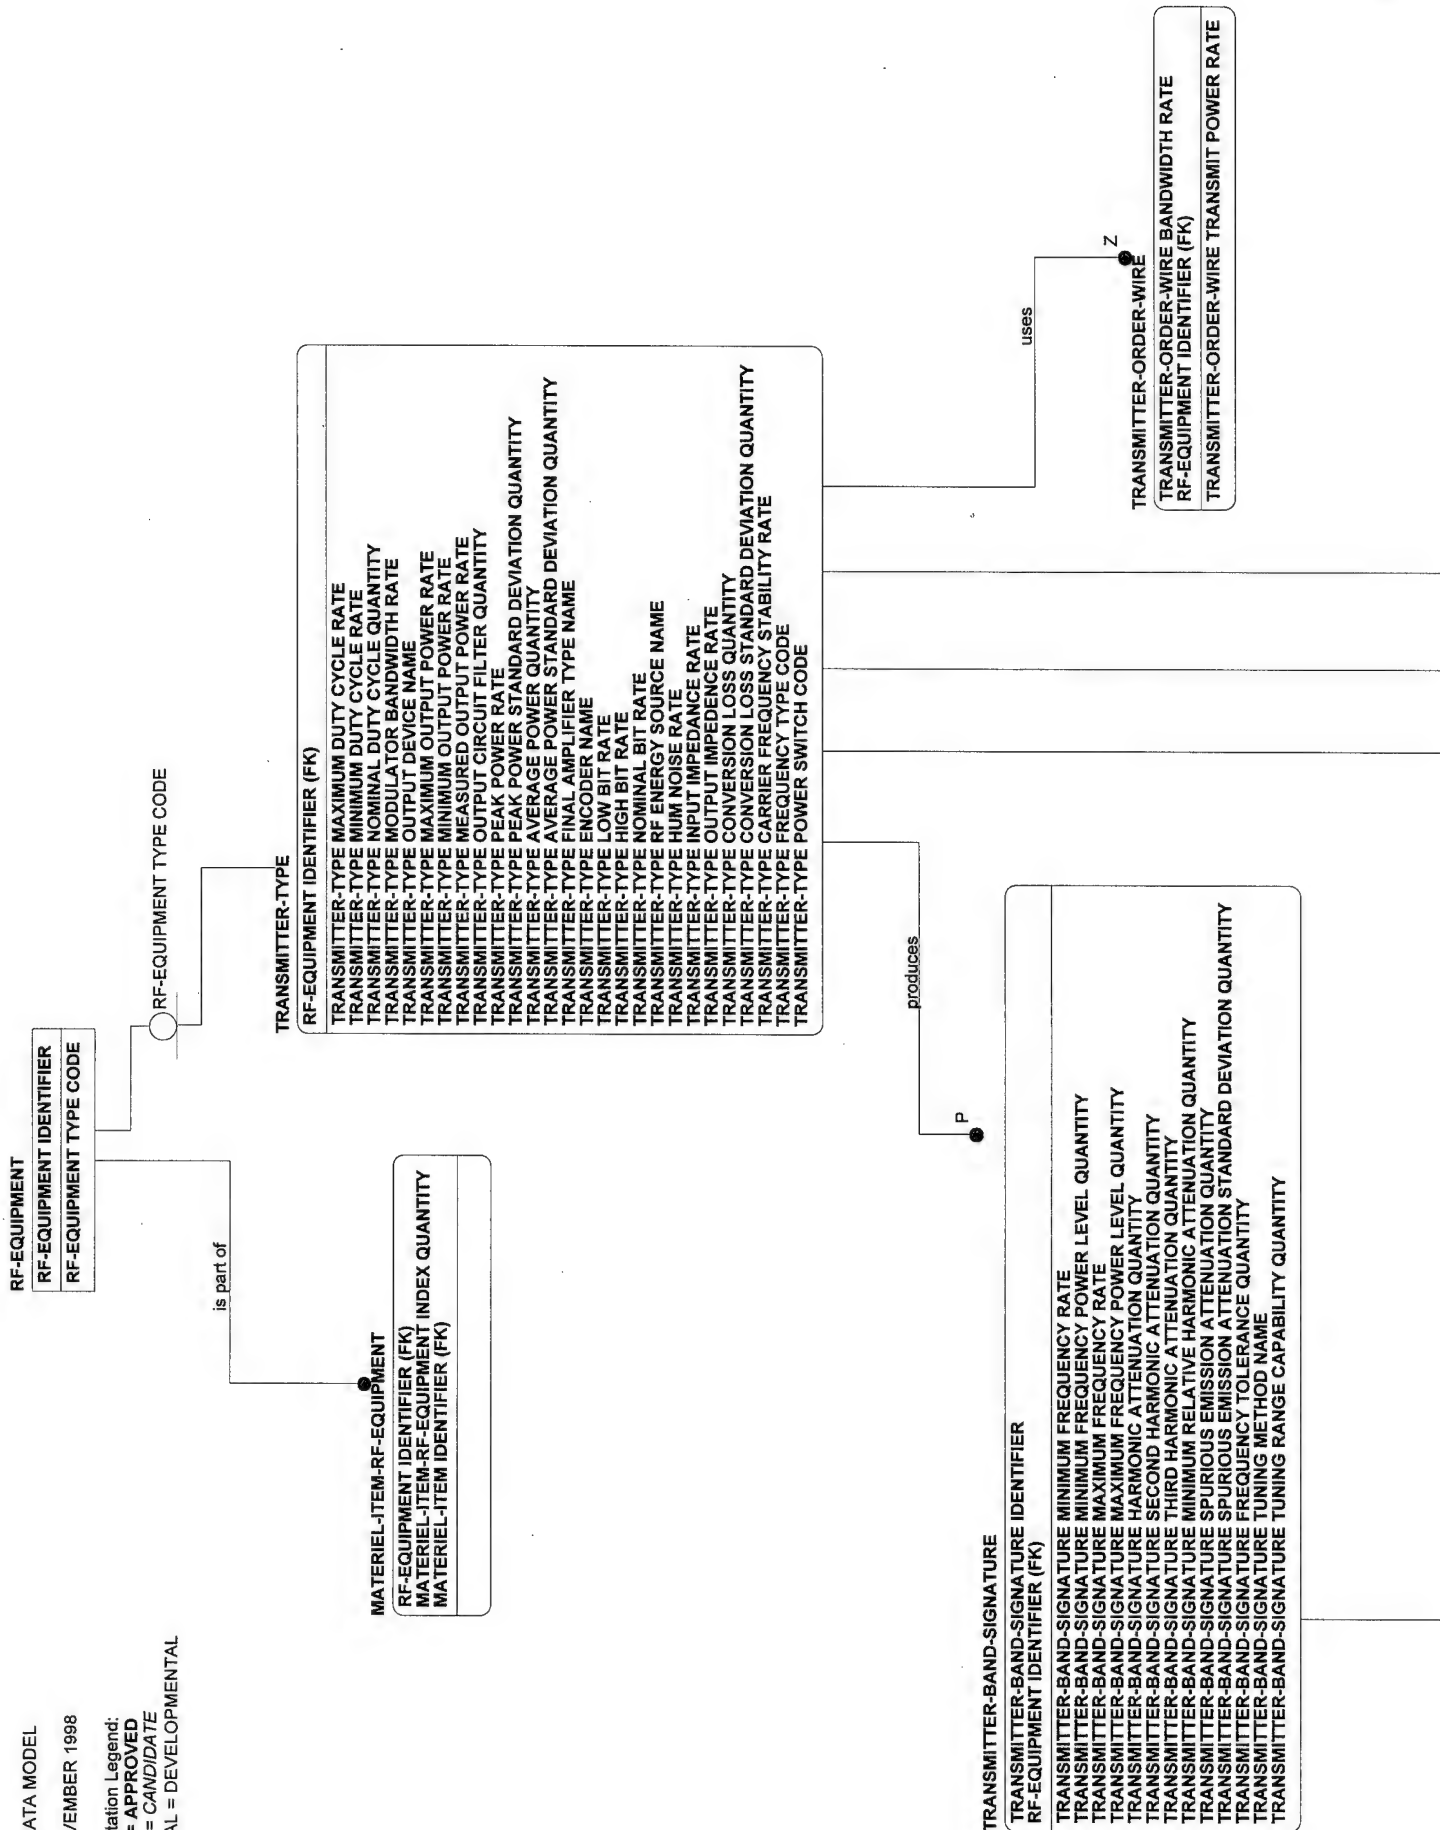 ATA MODEL
VEMBER 1998
tation Legend:
= APPROVED
= CANDIDATE
AL = DEVELOPMENTAL
RF-EQUIPMENT
RF-EQUIPMENT IDENTIFIER
RF-EQUIPMENT TYPE CODE
is part of
RF-EQUIPMENT TYPE CODE
MATERIEL-ITEM-RF-EQUIPMENT
RF-EQUIPMENT IDENTIFIER (FK)
MATERIEL-ITEM-RF-EQUIPMENT INDEX QUANTITY
MATERIEL-ITEM IDENTIFIER (FK)
TRANSMITTER-TYPE
RF-EQUIPMENT IDENTIFIER (FK)
TRANSMITTER-TYPE MAXIMUM DUTY CYCLE RATE
TRANSMITTER-TYPE MINIMUM DUTY CYCLE RATE
TRANSMITTER-TYPE NOMINAL DUTY CYCLE QUANTITY
TRANSMITTER-TYPE MODULATOR BANDWIDTH RATE
TRANSMITTER-TYPE OUTPUT DEVICE NAME
TRANSMITTER-TYPE MAXIMUM OUTPUT POWER RATE
TRANSMITTER-TYPE MINIMUM OUTPUT POWER RATE
TRANSMITTER-TYPE MEASURED OUTPUT POWER RATE
TRANSMITTER-TYPE OUTPUT CIRCUIT FILTER QUANTITY
TRANSMITTER-TYPE PEAK POWER RATE
TRANSMITTER-TYPE PEAK POWER STANDARD DEVIATION QUANTITY
TRANSMITTER-TYPE AVERAGE POWER QUANTITY
TRANSMITTER-TYPE AVERAGE POWER STANDARD DEVIATION QUANTITY
TRANSMITTER-TYPE FINAL AMPLIFIER TYPE NAME
TRANSMITTER-TYPE ENCODER NAME
TRANSMITTER-TYPE LOW BIT RATE
TRANSMITTER-TYPE HIGH BIT RATE
TRANSMITTER-TYPE NOMINAL BIT RATE
TRANSMITTER-TYPE RF ENERGY SOURCE NAME
TRANSMITTER-TYPE HUM NOISE RATE
TRANSMITTER-TYPE INPUT IMPEDANCE RATE
TRANSMITTER-TYPE OUTPUT IMPEDENCE RATE
TRANSMITTER-TYPE CONVERSION LOSS QUANTITY
TRANSMITTER-TYPE CONVERSION LOSS STANDARD DEVIATION QUANTITY
TRANSMITTER-TYPE CARRIER FREQUENCY STABILITY RATE
TRANSMITTER-TYPE FREQUENCY TYPE CODE
TRANSMITTER-TYPE POWER SWITCH CODE
produces
P
uses
Z
TRANSMITTER-BAND-SIGNATURE
TRANSMITTER-BAND-SIGNATURE IDENTIFIER
RF-EQUIPMENT IDENTIFIER (FK)
TRANSMITTER-BAND-SIGNATURE MINIMUM FREQUENCY RATE
TRANSMITTER-BAND-SIGNATURE MINIMUM FREQUENCY POWER LEVEL QUANTITY
TRANSMITTER-BAND-SIGNATURE MAXIMUM FREQUENCY RATE
TRANSMITTER-BAND-SIGNATURE MAXIMUM FREQUENCY POWER LEVEL QUANTITY
TRANSMITTER-BAND-SIGNATURE HARMONIC ATTENUATION QUANTITY
TRANSMITTER-BAND-SIGNATURE SECOND HARMONIC ATTENUATION QUANTITY
TRANSMITTER-BAND-SIGNATURE THIRD HARMONIC ATTENUATION QUANTITY
TRANSMITTER-BAND-SIGNATURE MINIMUM RELATIVE HARMONIC ATTENUATION QUANTITY
TRANSMITTER-BAND-SIGNATURE SPURIOUS EMISSION ATTENUATION QUANTITY
TRANSMITTER-BAND-SIGNATURE SPURIOUS EMISSION ATTENUATION STANDARD DEVIATION QUANTITY
TRANSMITTER-BAND-SIGNATURE FREQUENCY TOLERANCE QUANTITY
TRANSMITTER-BAND-SIGNATURE TUNING METHOD NAME
TRANSMITTER-BAND-SIGNATURE TUNING RANGE CAPABILITY QUANTITY
TRANSMITTER-ORDER-WIRE
TRANSMITTER-ORDER-WIRE BANDWIDTH RATE
RF-EQUIPMENT IDENTIFIER (FK)
TRANSMITTER-ORDER-WIRE TRANSMIT POWER RATE